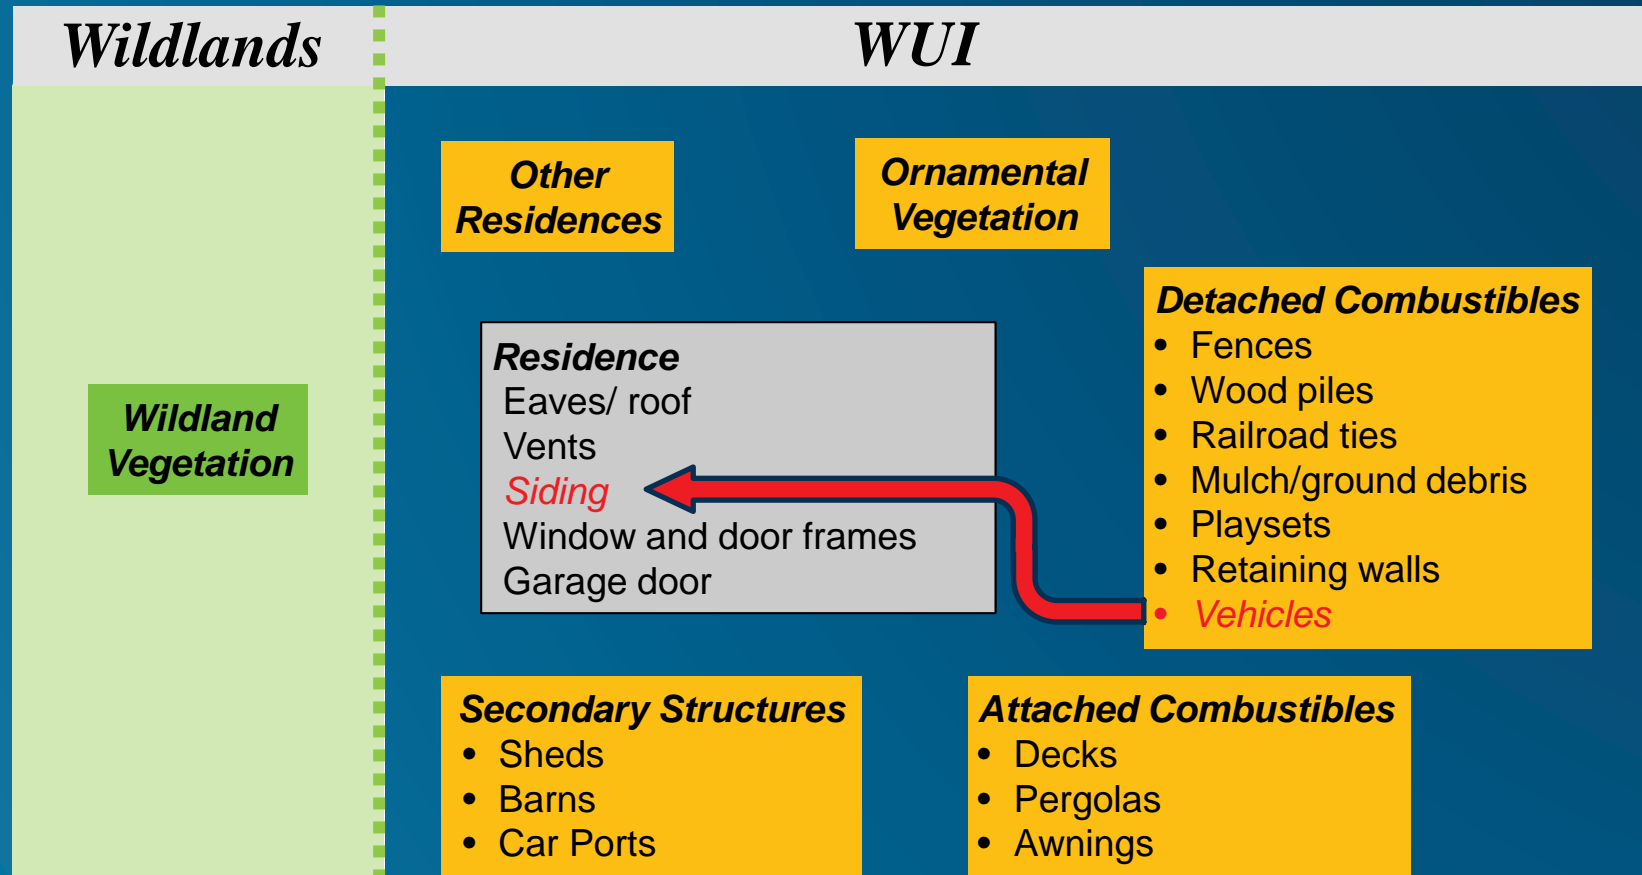 Wildlands
WUI
Other
Residences
Ornamental
Vegetation
Wildland
Vegetation
Residence
Eaves/ roof
Vents
Siding
Window and door frames
Garage door
Detached Combustibles
• Fences
• Wood piles
• Railroad ties
• Mulch/ground debris
• Playsets
• Retaining walls
• Vehicles
Secondary Structures
• Sheds
• Barns
• Car Ports
Attached Combustibles
• Decks
• Pergolas
• Awnings